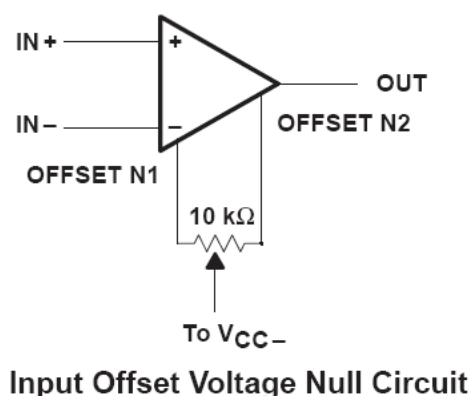 IN+
+
OUT
IN−
−
OFFSET N2
OFFSET N1
10 kΩ
To VCC−
Input Offset Voltage Null Circuit